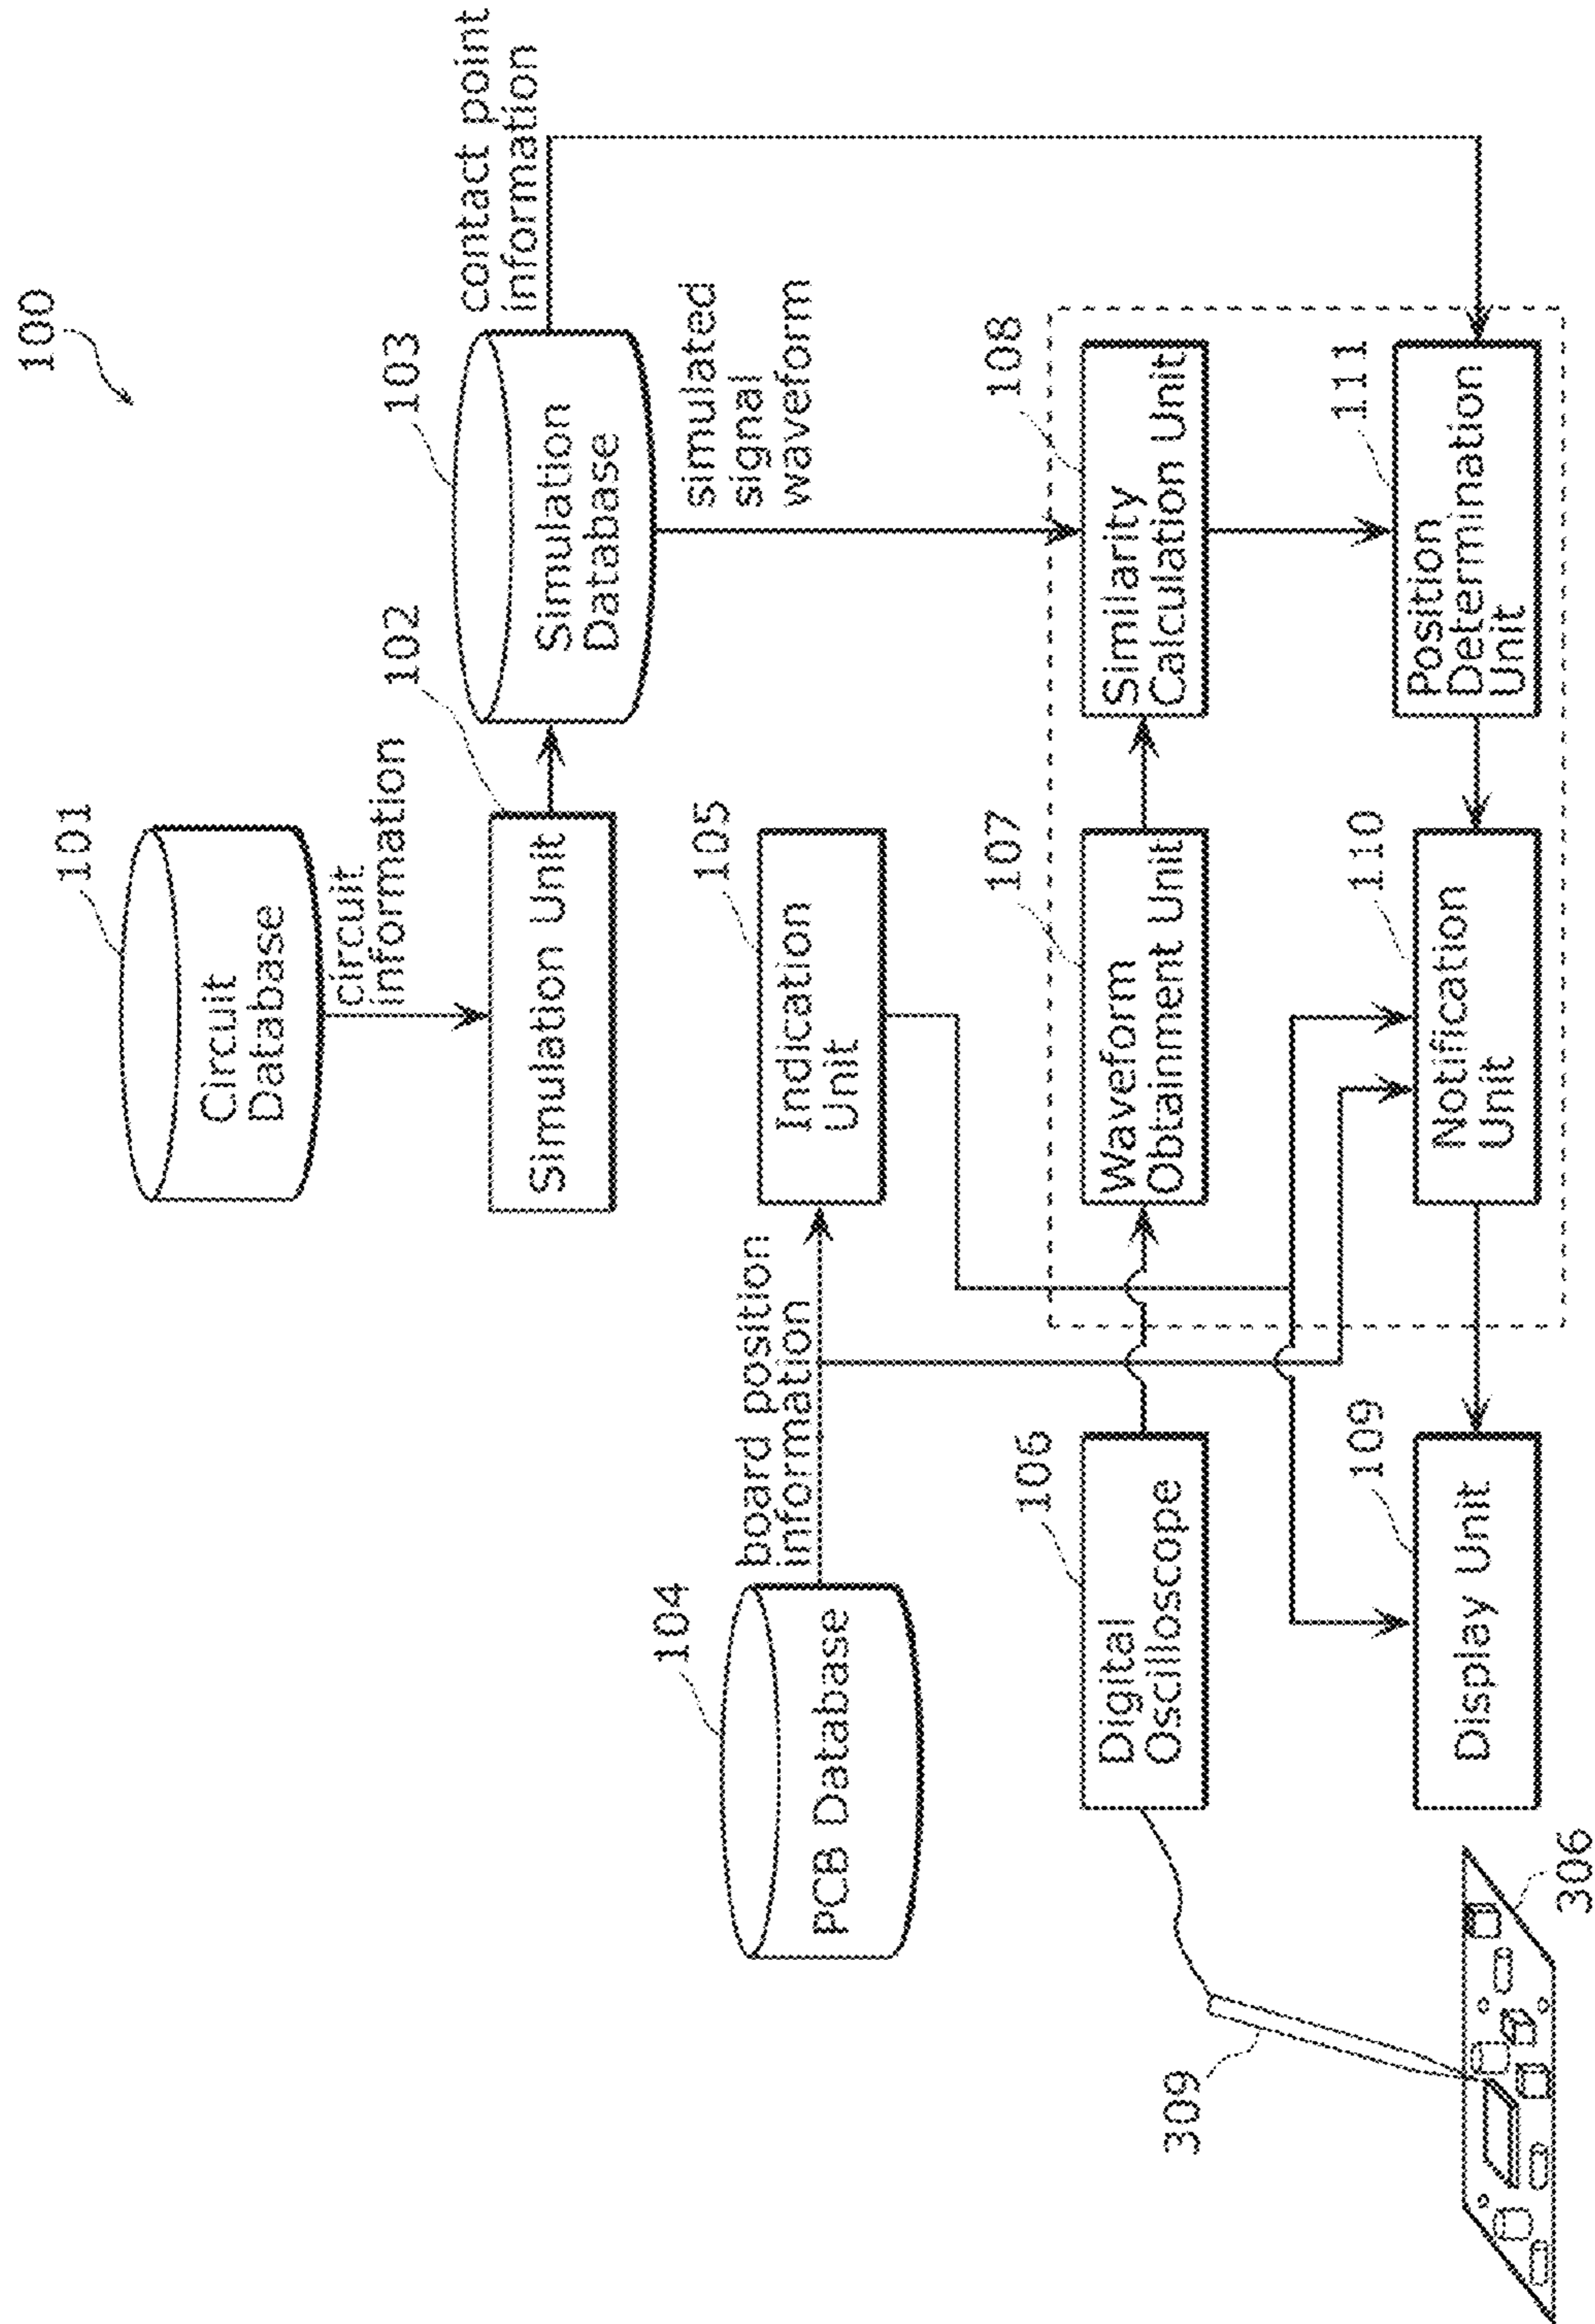 100
101
Circuit
Database
circuit
information
102
Simulation Unit
103
Simulation
Database
contact point
information
simulated
signal
waveform
104
PCB Database
board position
information
105
Indication
Unit
106
Digital
Oscilloscope
107
Waveform
Obtainment Unit
108
Similarity
Calculation Unit
109
Display Unit
110
Notification
Unit
111
Position
Determination
Unit
309
306